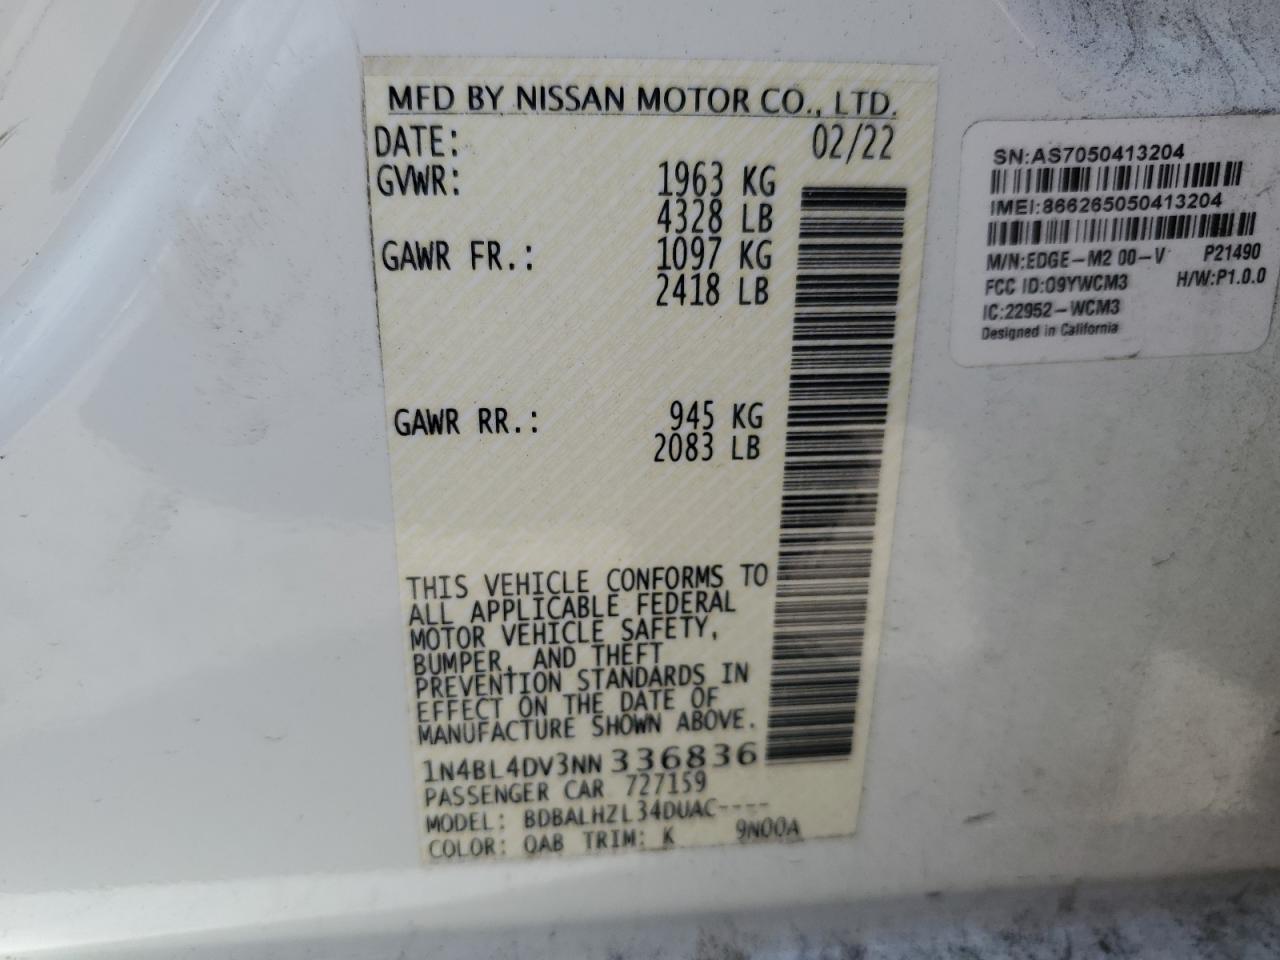 MFD BY NISSAN MOTOR CO., LTD.
DATE: 02/22
GVWR: 1963 KG
4328 LB
GAWR FR.: 1097 KG
2418 LB
GAWR RR.: 945 KG
2083 LB
THIS VEHICLE CONFORMS TO
ALL APPLICABLE FEDERAL
MOTOR VEHICLE SAFETY,
BUMPER, AND THEFT
PREVENTION STANDARDS IN
EFFECT ON THE DATE OF
MANUFACTURE SHOWN ABOVE.
1N4BL4DV3NN336836
PASSENGER CAR 727159
MODEL: BDBALHZL34DUAC----
COLOR: QAB TRIM: K 9N00A
SN:AS7050413204
IMEI:866265050413204
M/N:EDGE-M2 00-V P21490
FCC ID:O9YWCM3 H/W:P1.0.0
IC:22952-WCM3
Designed in California